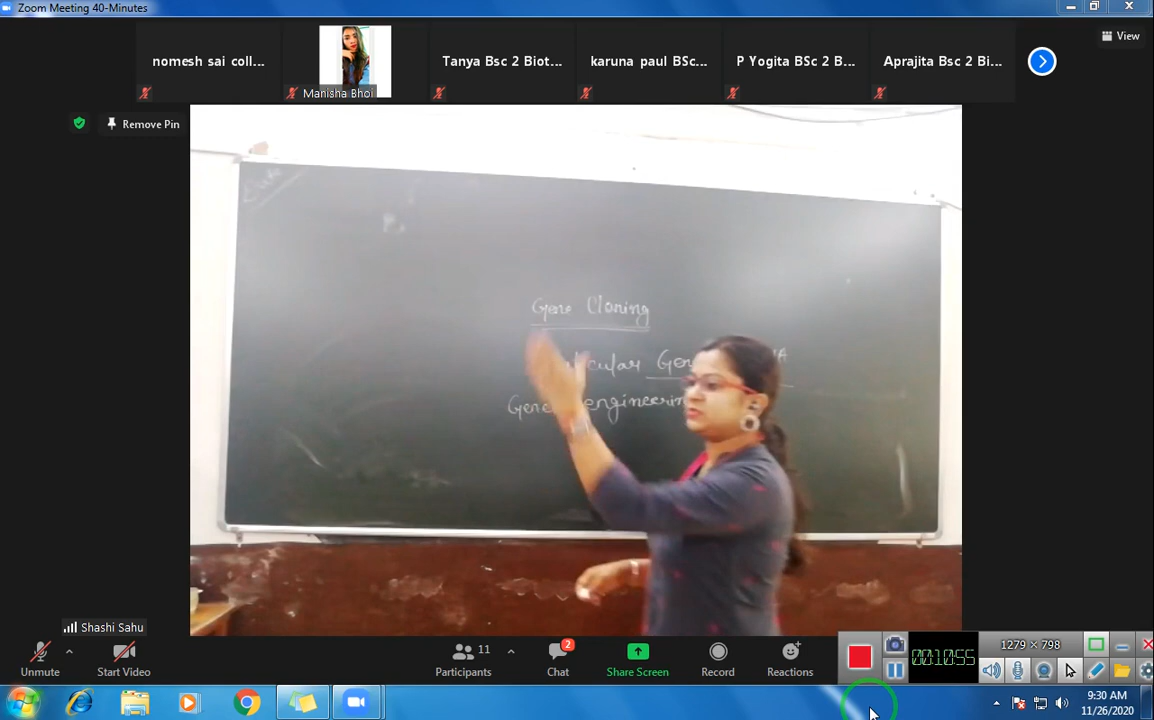 Zoom Meeting 40-Minutes
View
nomesh sai coll...
Manisha Bhoi
Tanya Bsc 2 Biot...
karuna paul BSc...
P Yogita BSc 2 B...
Aprajita Bsc 2 Bi...
Remove Pin
Gene Cloning
Gene
engineering
Shashi Sahu
Unmute
Start Video
Participants
11
Chat
2
Share Screen
Record
Reactions
00:10:55
1279 × 798
9:30 AM
11/26/2020